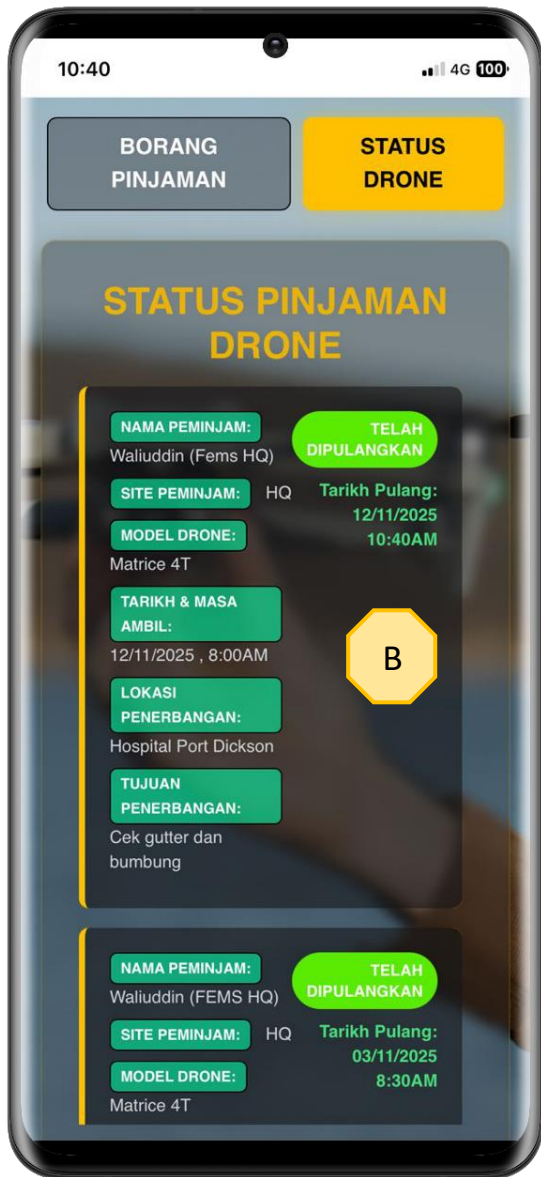 10:40
4G 100
BORANG
PINJAMAN
STATUS
DRONE
STATUS PINJAMAN
DRONE
NAMA PEMINJAM:
Waliuddin (Fems HQ)
TELAH
DIPULANGKAN
SITE PEMINJAM: HQ
Tarikh Pulang:
12/11/2025
10:40AM
MODEL DRONE:
Matrice 4T
TARIKH & MASA
AMBIL:
12/11/2025 , 8:00AM
B
LOKASI
PENERBANGAN:
Hospital Port Dickson
TUJUAN
PENERBANGAN:
Cek gutter dan
bumbung
NAMA PEMINJAM:
Waliuddin (FEMS HQ)
TELAH
DIPULANGKAN
SITE PEMINJAM: HQ
Tarikh Pulang:
03/11/2025
8:30AM
MODEL DRONE:
Matrice 4T